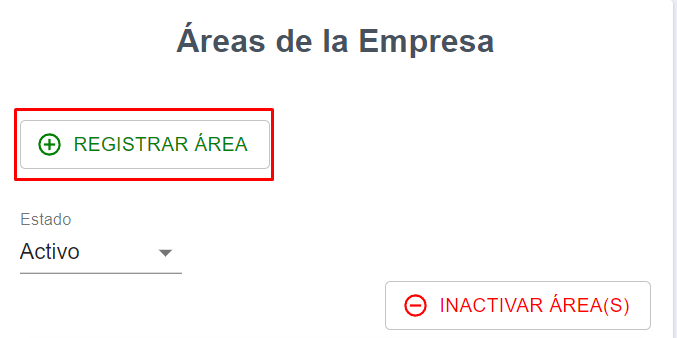 Áreas de la Empresa
REGISTRAR ÁREA
Estado
Activo
INACTIVAR ÁREA(S)